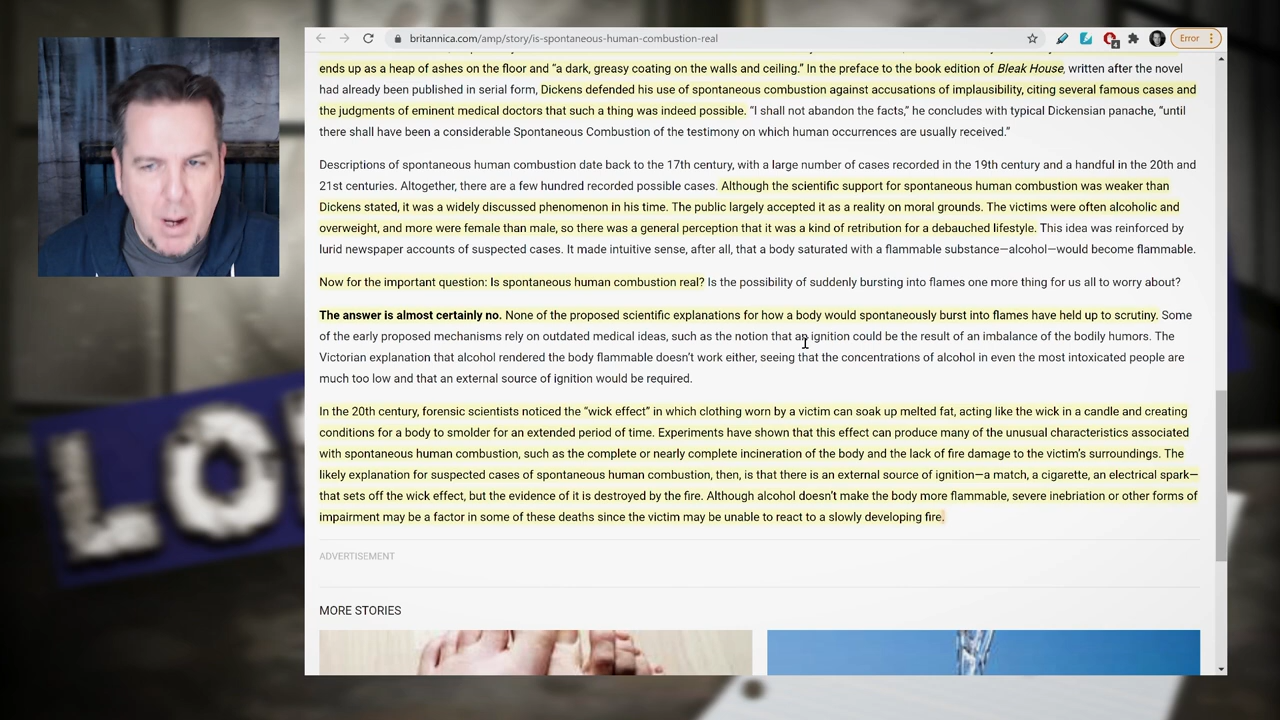 britannica.com/amp/story/is-spontaneous-human-combustion-real
4
Error
ends up as a heap of ashes on the floor and “a dark, greasy coating on the walls and ceiling.” In the preface to the book edition of Bleak House, written after the novel
had already been published in serial form, Dickens defended his use of spontaneous combustion against accusations of implausibility, citing several famous cases and
the judgments of eminent medical doctors that such a thing was indeed possible. “I shall not abandon the facts,” he concludes with typical Dickensian panache, “until
there shall have been a considerable Spontaneous Combustion of the testimony on which human occurrences are usually received.”
Descriptions of spontaneous human combustion date back to the 17th century, with a large number of cases recorded in the 19th century and a handful in the 20th and
21st centuries. Altogether, there are a few hundred recorded possible cases. Although the scientific support for spontaneous human combustion was weaker than
Dickens stated, it was a widely discussed phenomenon in his time. The public largely accepted it as a reality on moral grounds. The victims were often alcoholic and
overweight, and more were female than male, so there was a general perception that it was a kind of retribution for a debauched lifestyle. This idea was reinforced by
lurid newspaper accounts of suspected cases. It made intuitive sense, after all, that a body saturated with a flammable substance—alcohol—would become flammable.
Now for the important question: Is spontaneous human combustion real? Is the possibility of suddenly bursting into flames one more thing for us all to worry about?
The answer is almost certainly no. None of the proposed scientific explanations for how a body would spontaneously burst into flames have held up to scrutiny. Some
of the early proposed mechanisms rely on outdated medical ideas, such as the notion that an ignition could be the result of an imbalance of the bodily humors. The
Victorian explanation that alcohol rendered the body flammable doesn’t work either, seeing that the concentrations of alcohol in even the most intoxicated people are
much too low and that an external source of ignition would be required.
In the 20th century, forensic scientists noticed the “wick effect” in which clothing worn by a victim can soak up melted fat, acting like the wick in a candle and creating
conditions for a body to smolder for an extended period of time. Experiments have shown that this effect can produce many of the unusual characteristics associated
with spontaneous human combustion, such as the complete or nearly complete incineration of the body and the lack of fire damage to the victim’s surroundings. The
likely explanation for suspected cases of spontaneous human combustion, then, is that there is an external source of ignition—a match, a cigarette, an electrical spark—
that sets off the wick effect, but the evidence of it is destroyed by the fire. Although alcohol doesn’t make the body more flammable, severe inebriation or other forms of
impairment may be a factor in some of these deaths since the victim may be unable to react to a slowly developing fire.
ADVERTISEMENT
MORE STORIES
LO